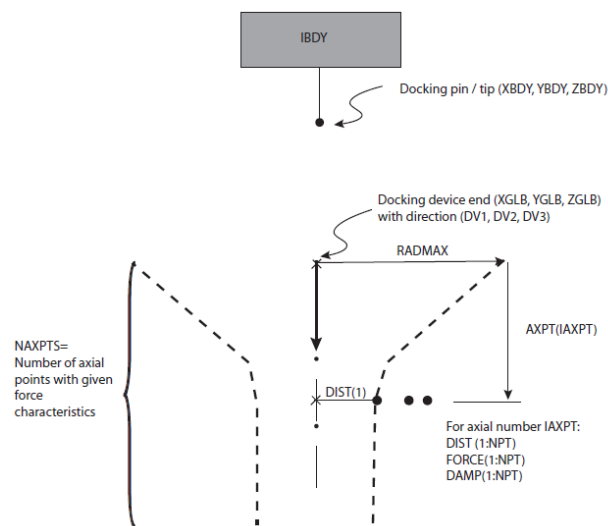 IBDY
Docking pin / tip (XBDY, YBDY, ZBDY)
Docking device end (XGLB, YGLB, ZGLB)
with direction (DV1, DV2, DV3)
RADMAX
AXPT(IAXPT)
NAXPTS=
Number of axial
points with given
force
characteristics
DIST(1)
For axial number IAXPT:
DIST (1:NPT)
FORCE(1:NPT)
DAMP(1:NPT)